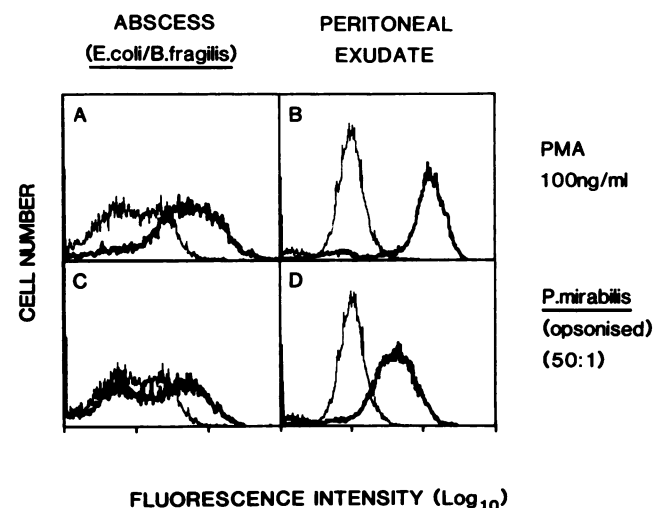 ABSCESS
(E.coli/B.fragilis)
PERITONEAL
EXUDATE
A
B
PMA
100ng/ml
CELL NUMBER
C
D
P.mirabilis
(opsonised)
(50:1)
FLUORESCENCE INTENSITY (Log10)